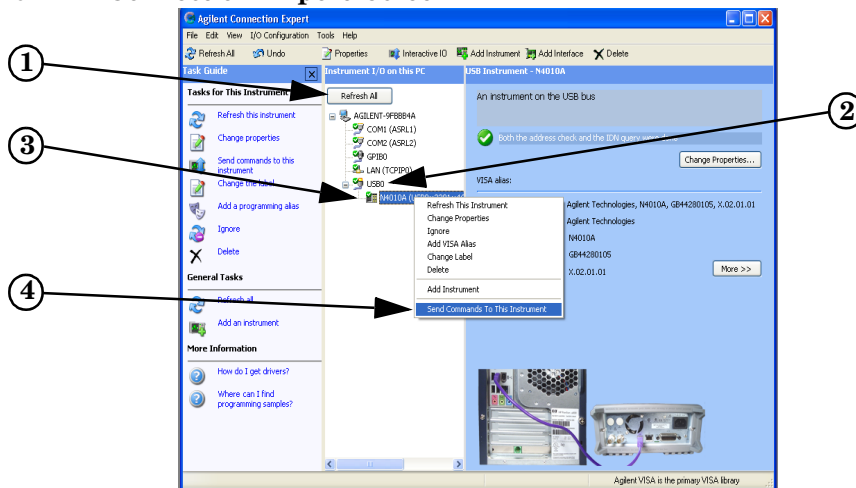 Agilent Connection Expert
File Edit View I/O Configuration Tools Help
Refresh All Undo Properties Interactive IO Add Instrument Add Interface Delete
Task Guide
Instrument I/O on this PC
USB Instrument - N4010A
1
2
3
4
Tasks for This Instrument
Refresh this instrument
Change properties
Send commands to this
instrument
Change the label
Add a programming alias
Ignore
Delete
General Tasks
Refresh all
Add an instrument
More Information
How do I get drivers?
Where can I find
programming samples?
Refresh All
AGILENT-9FBBB4A
COM1 (ASRL1)
COM2 (ASRL2)
GPIB0
LAN (TCPIP0)
USB0
N4010A
Refresh This Instrument
Change Properties
Ignore
Add VISA Alias
Change Label
Delete
Add Instrument
Send Commands To This Instrument
An instrument on the USB bus
Both the address check and the IDN query were
Change Properties...
VISA alias:
Agilent Technologies, N4010A, GB44280105, X.02.01.01
Agilent Technologies
N4010A
GB44280105
X.02.01.01
More >>
Agilent VISA is the primary VISA library